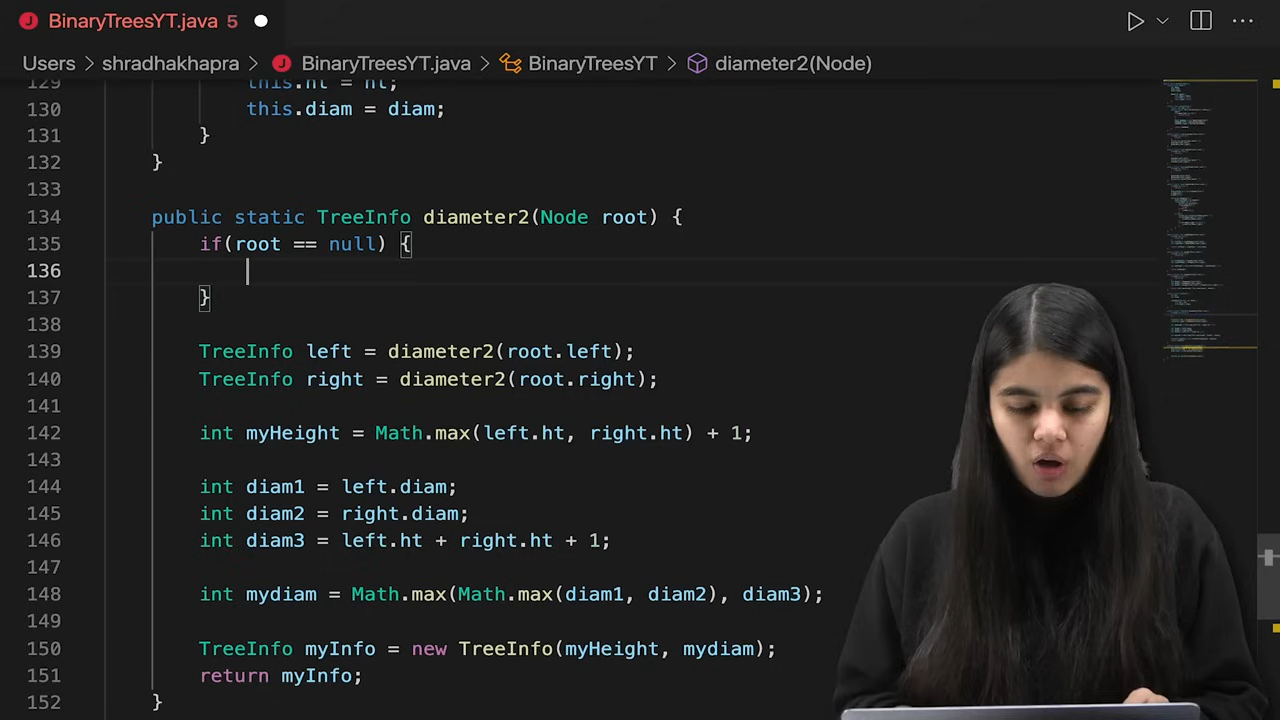 BinaryTreesYT.java 5
Users > shradhakhapra > BinaryTreesYT.java > BinaryTreesYT > diameter2(Node)
129 this.ht = ht;
130 this.diam = diam;
131 }
132 }
133
134 public static TreeInfo diameter2(Node root) {
135 if(root == null) {
136
137 }
138
139 TreeInfo left = diameter2(root.left);
140 TreeInfo right = diameter2(root.right);
141
142 int myHeight = Math.max(left.ht, right.ht) + 1;
143
144 int diam1 = left.diam;
145 int diam2 = right.diam;
146 int diam3 = left.ht + right.ht + 1;
147
148 int mydiam = Math.max(Math.max(diam1, diam2), diam3);
149
150 TreeInfo myInfo = new TreeInfo(myHeight, mydiam);
151 return myInfo;
152 }